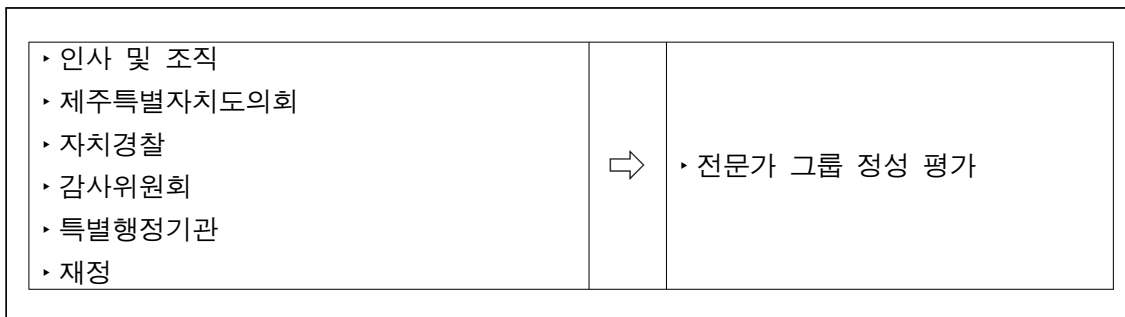 ‣인사 및 조직
‣제주특별자치도의회
‣자치경찰
‣감사위원회
‣특별행정기관
‣재정
⇨
‣전문가 그룹 정성 평가